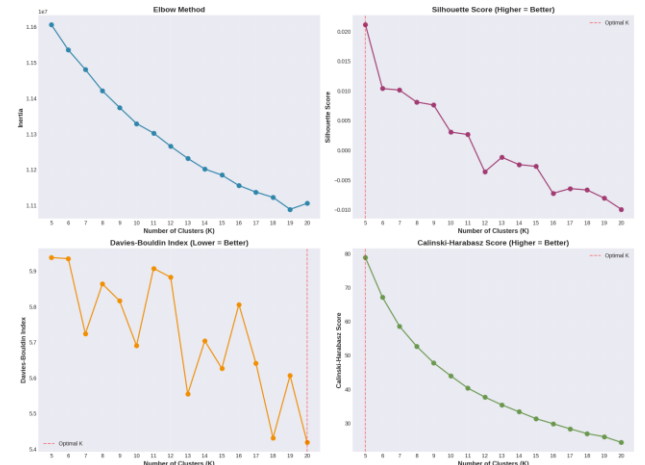 Elbow Method
1e7
1.16
1.15
1.14
1.13
1.12
1.11
Inertia
5 6 7 8 9 10 11 12 13 14 15 16 17 18 19 20
Number of Clusters (K)
Silhouette Score (Higher = Better)
Optimal K
0.020
0.015
0.010
0.005
0.000
−0.005
−0.010
Silhouette Score
5 6 7 8 9 10 11 12 13 14 15 16 17 18 19 20
Number of Clusters (K)
Davies-Bouldin Index (Lower = Better)
5.9
5.8
5.7
5.6
5.5
5.4
Davies-Bouldin Index
Optimal K
5 6 7 8 9 10 11 12 13 14 15 16 17 18 19 20
Number of Clusters (K)
Calinski-Harabasz Score (Higher = Better)
Optimal K
80
70
60
50
40
30
Calinski-Harabasz Score
5 6 7 8 9 10 11 12 13 14 15 16 17 18 19 20
Number of Clusters (K)